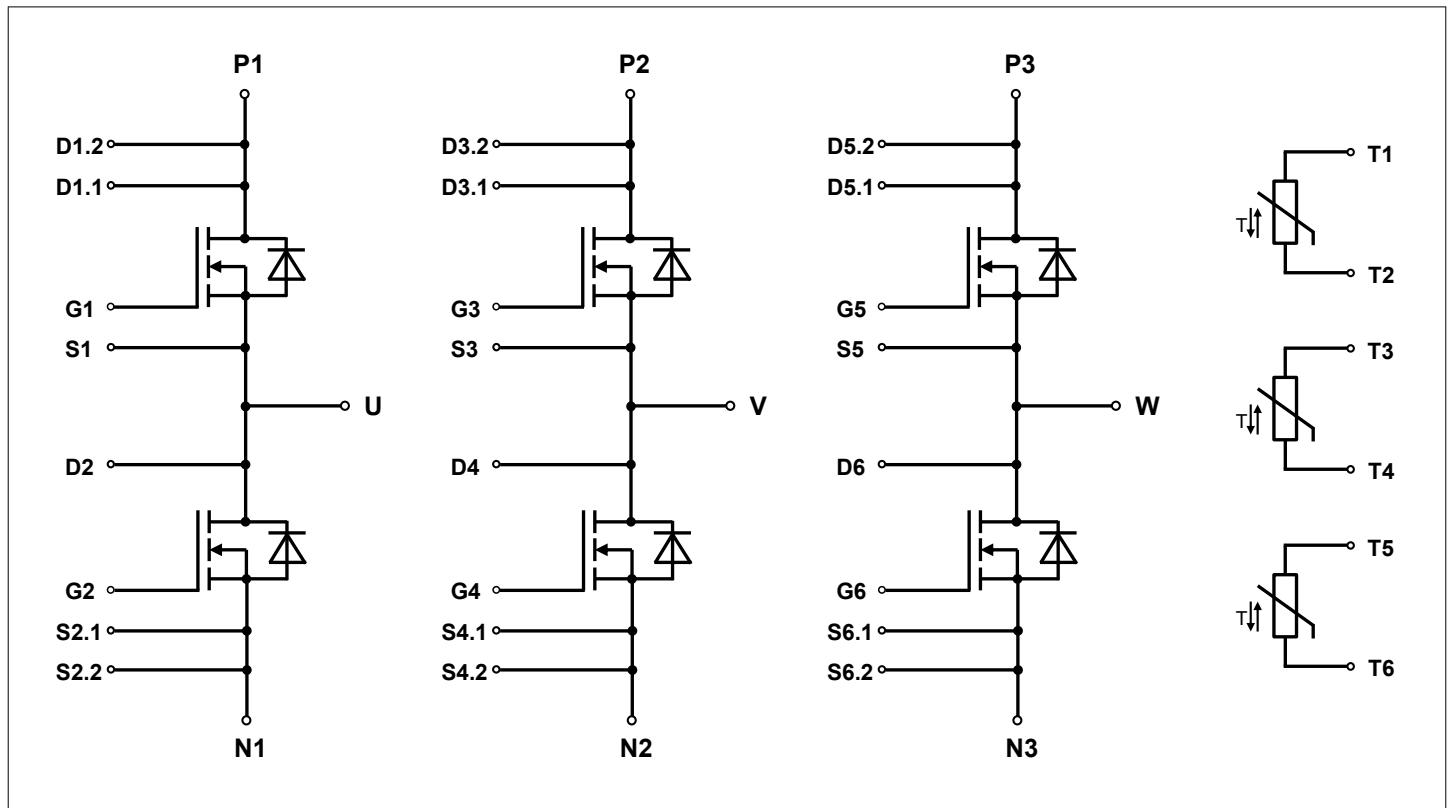 P1 P2 P3
D1.2 D3.2 D5.2 T1
D1.1 D3.1 D5.1
T
G1 G3 G5 T2
S1 S3 S5 T3
U V W T
D2 D4 D6 T4
T5
G2 G4 G6 T
S2.1 S4.1 S6.1
S2.2 S4.2 S6.2 T6
N1 N2 N3